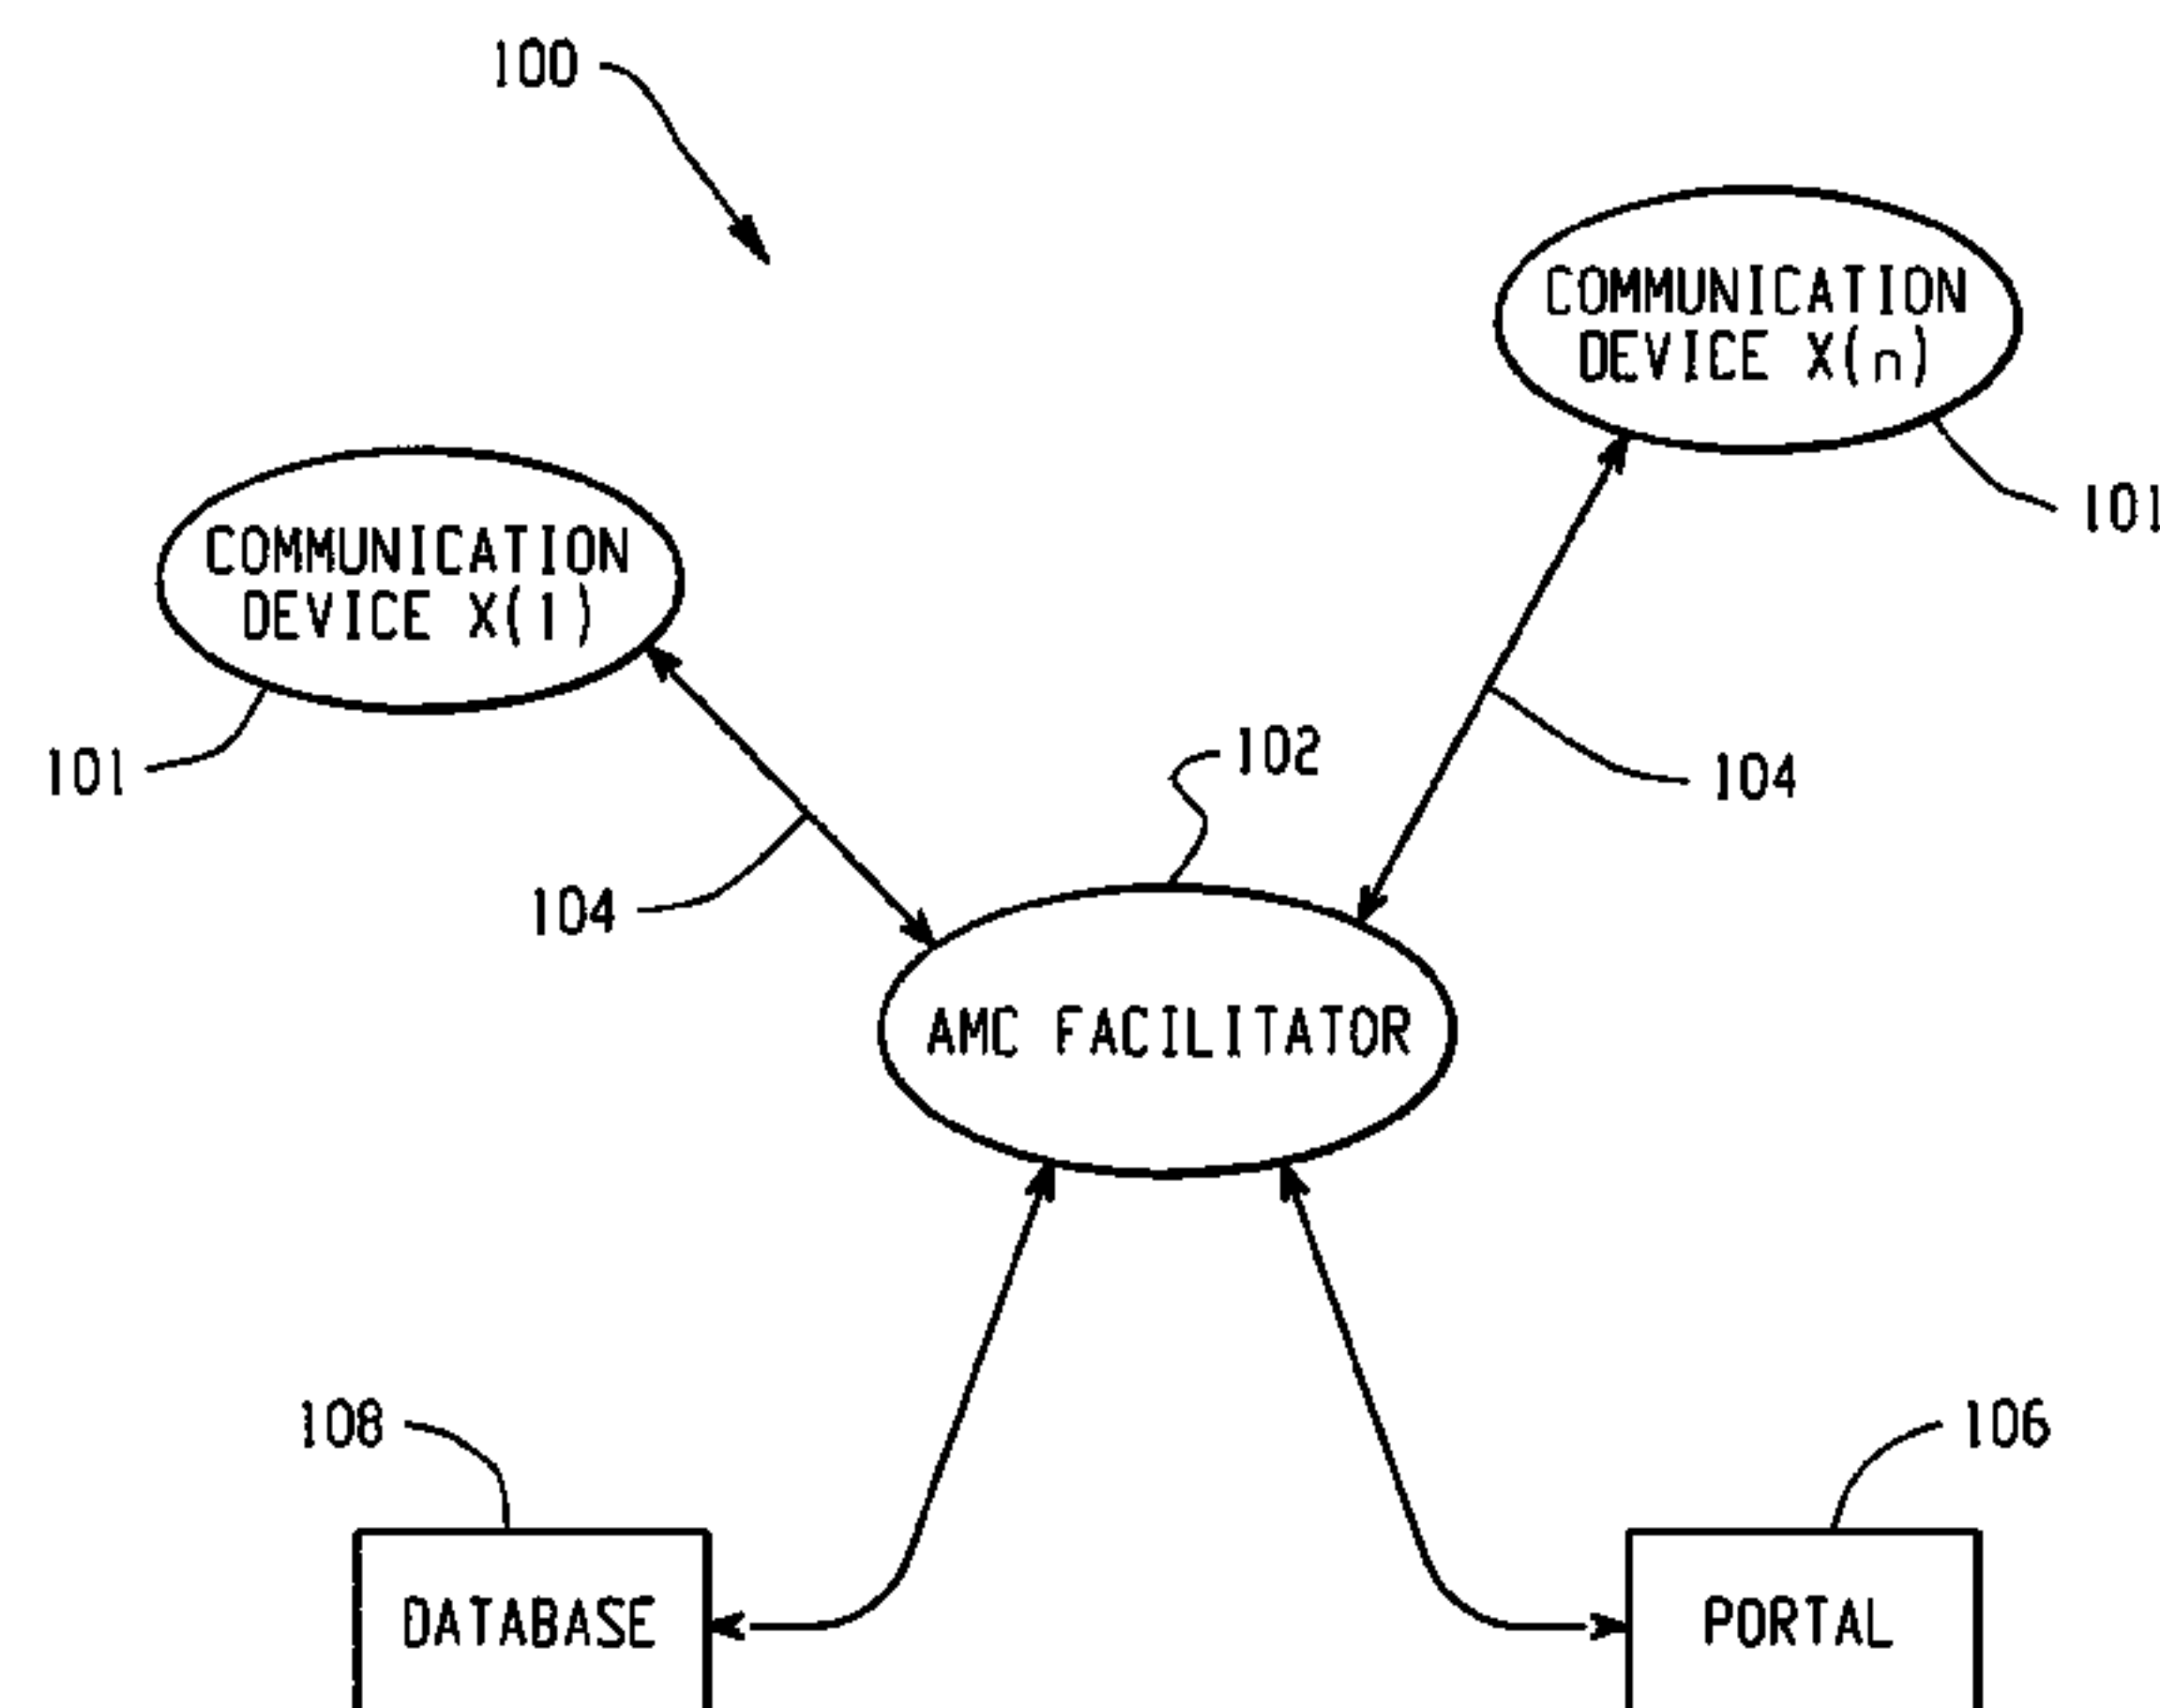 100
COMMUNICATION
DEVICE X(n)
101
COMMUNICATION
DEVICE X(1)
101
102
104
104
AMC FACILITATOR
108
106
DATABASE
PORTAL